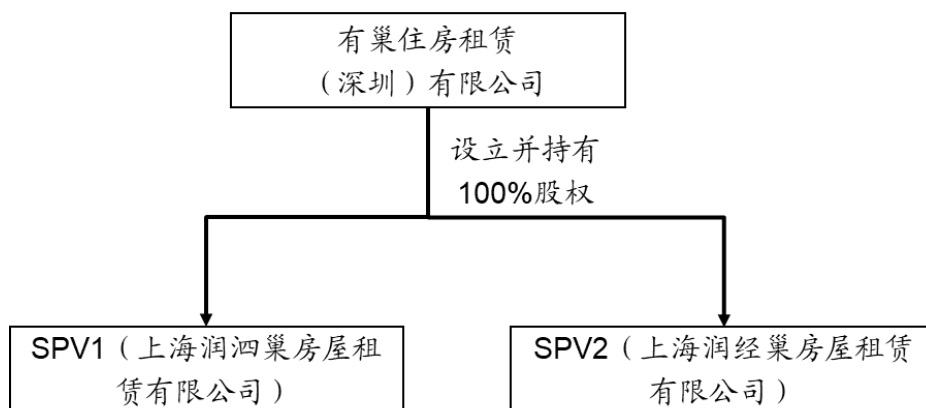 有巢住房租赁
（深圳）有限公司
设立并持有
100%股权
SPV1（上海润泗巢房屋租
赁有限公司）
SPV2（上海润经巢房屋租赁
有限公司）